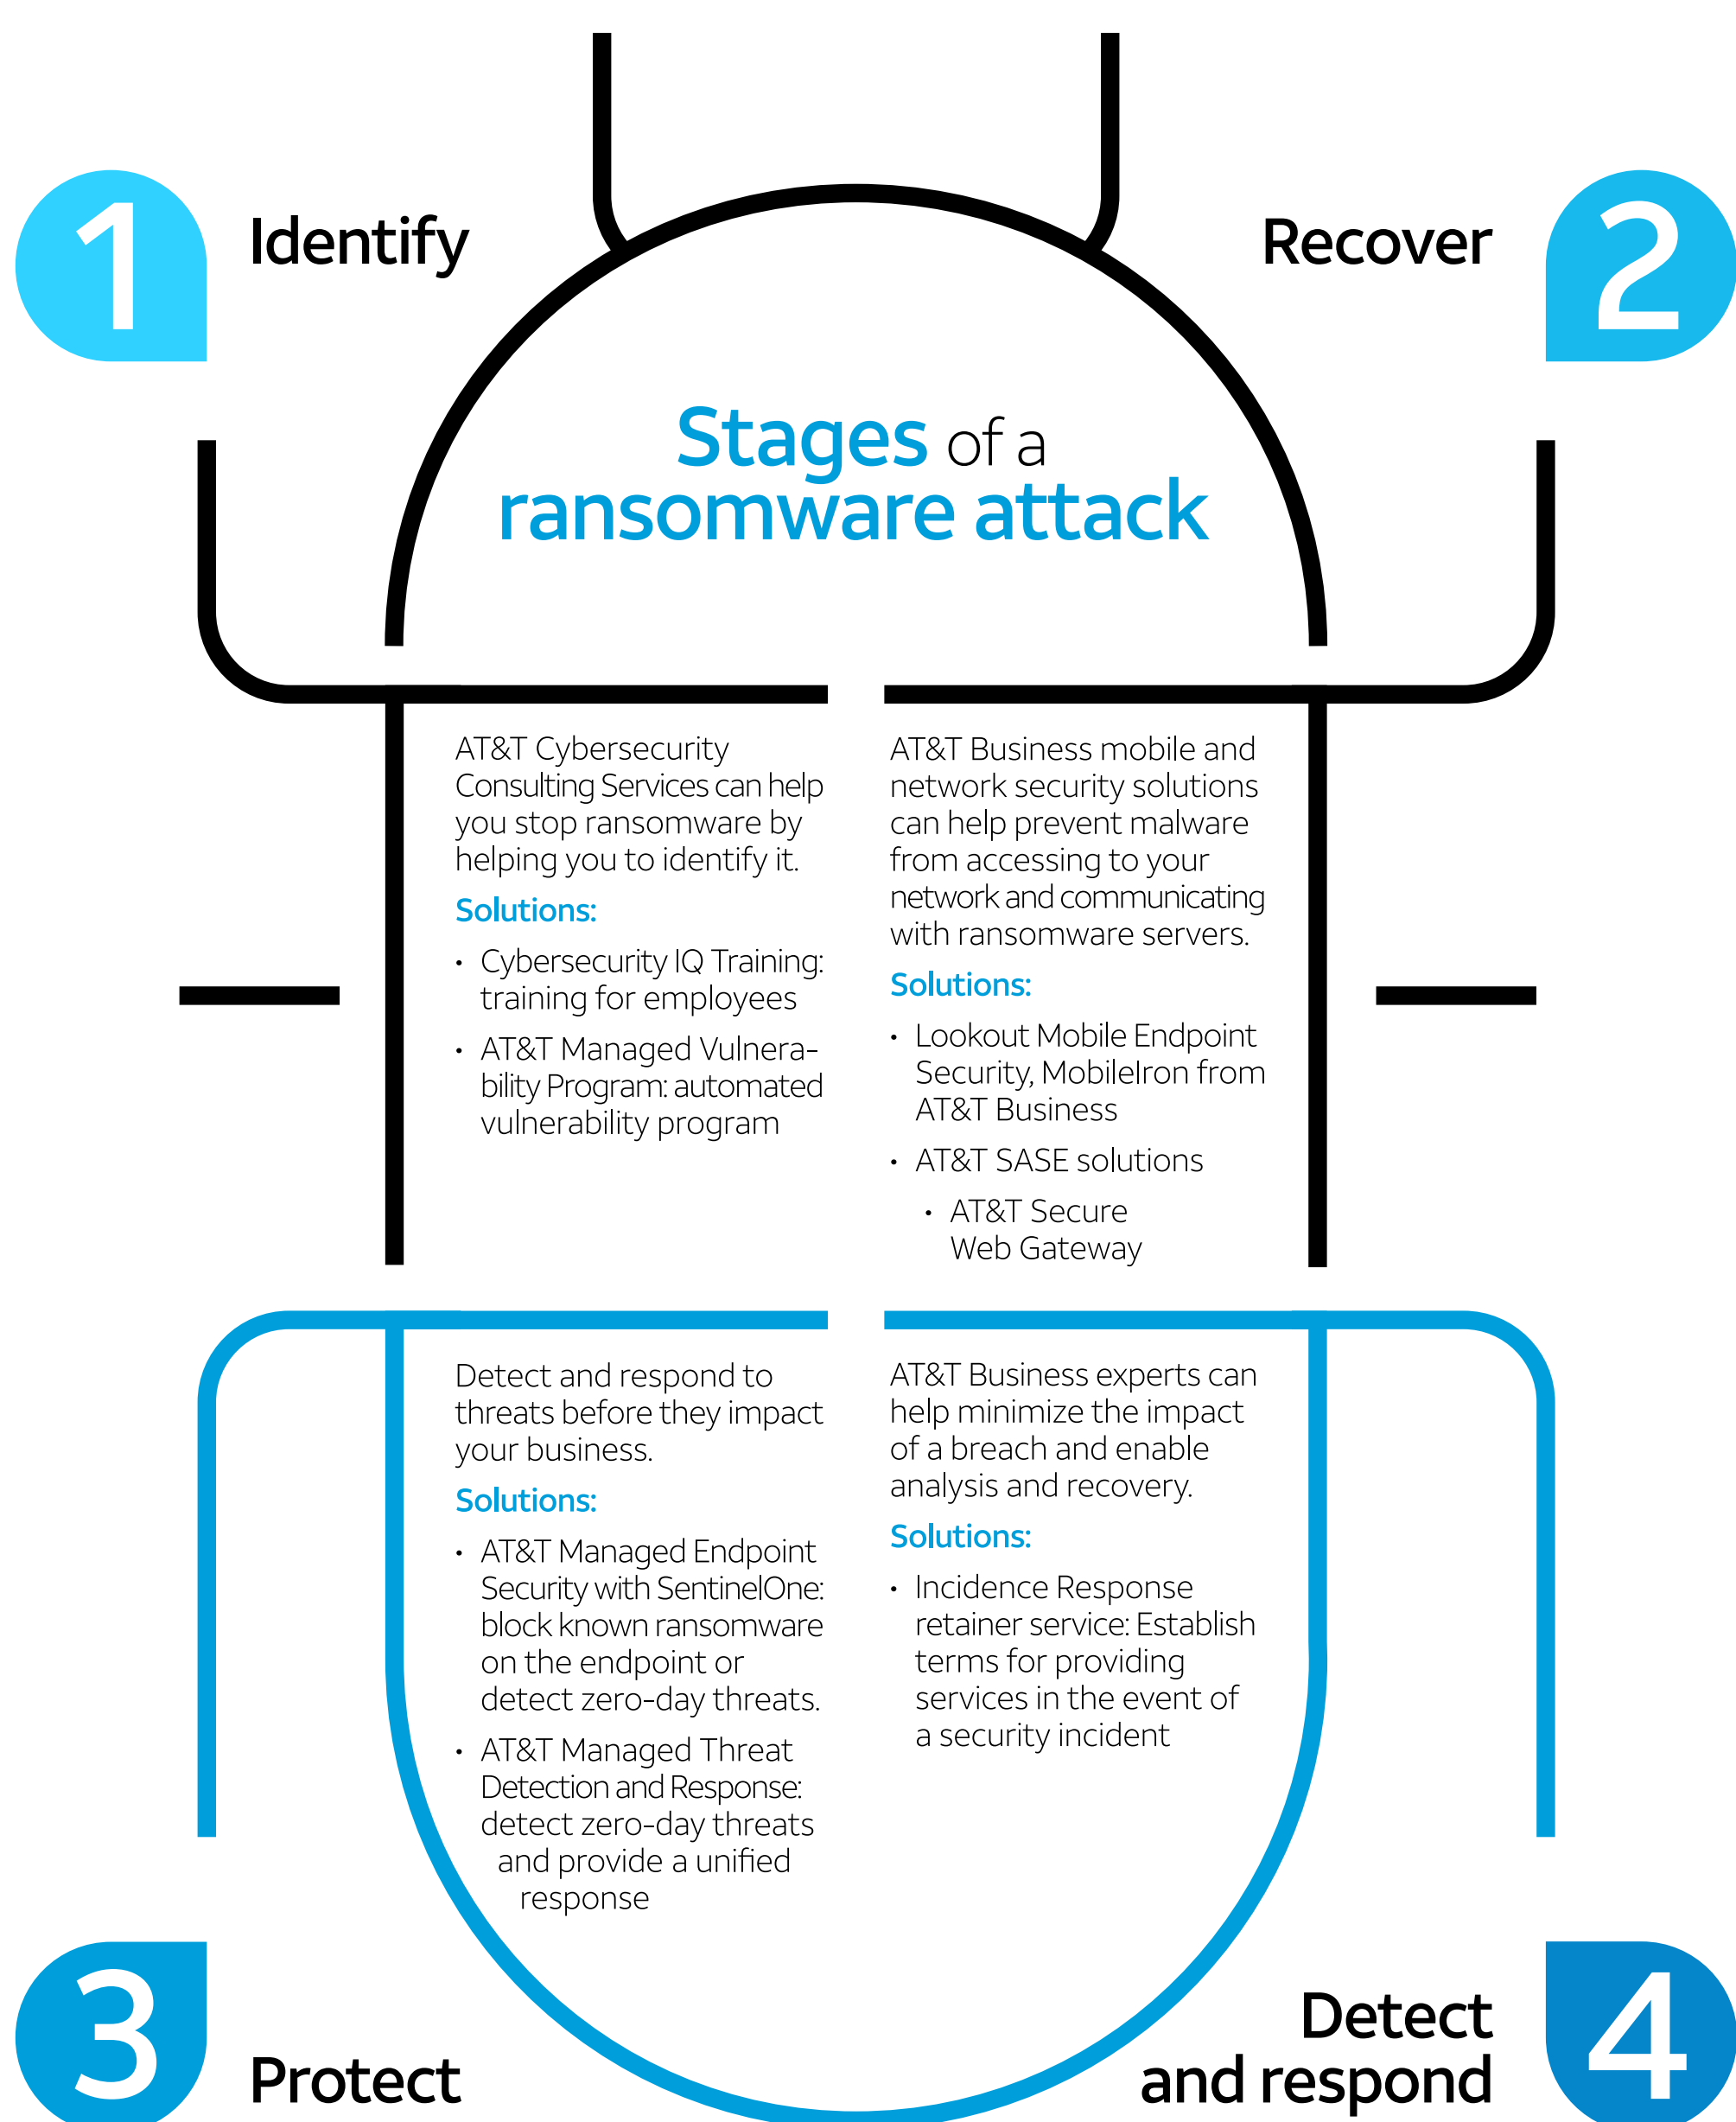 1
Identify
Recover
2
Stages of a
ransomware attack
AT&T Cybersecurity
Consulting Services can help
you stop ransomware by
helping you to identify it.
Solutions:
• Cybersecurity IQ Training:
training for employees
• AT&T Managed Vulnera-
bility Program: automated
vulnerability program
AT&T Business mobile and
network security solutions
can help prevent malware
from accessing to your
network and communicating
with ransomware servers.
Solutions:
• Lookout Mobile Endpoint
Security, MobileIron from
AT&T Business
• AT&T SASE solutions
• AT&T Secure
Web Gateway
Detect and respond to
threats before they impact
your business.
Solutions:
• AT&T Managed Endpoint
Security with SentinelOne:
block known ransomware
on the endpoint or
detect zero-day threats.
• AT&T Managed Threat
Detection and Response:
detect zero-day threats
and provide a unified
response
AT&T Business experts can
help minimize the impact
of a breach and enable
analysis and recovery.
Solutions:
• Incidence Response
retainer service: Establish
terms for providing
services in the event of
a security incident
3
Protect
Detect
and respond
4